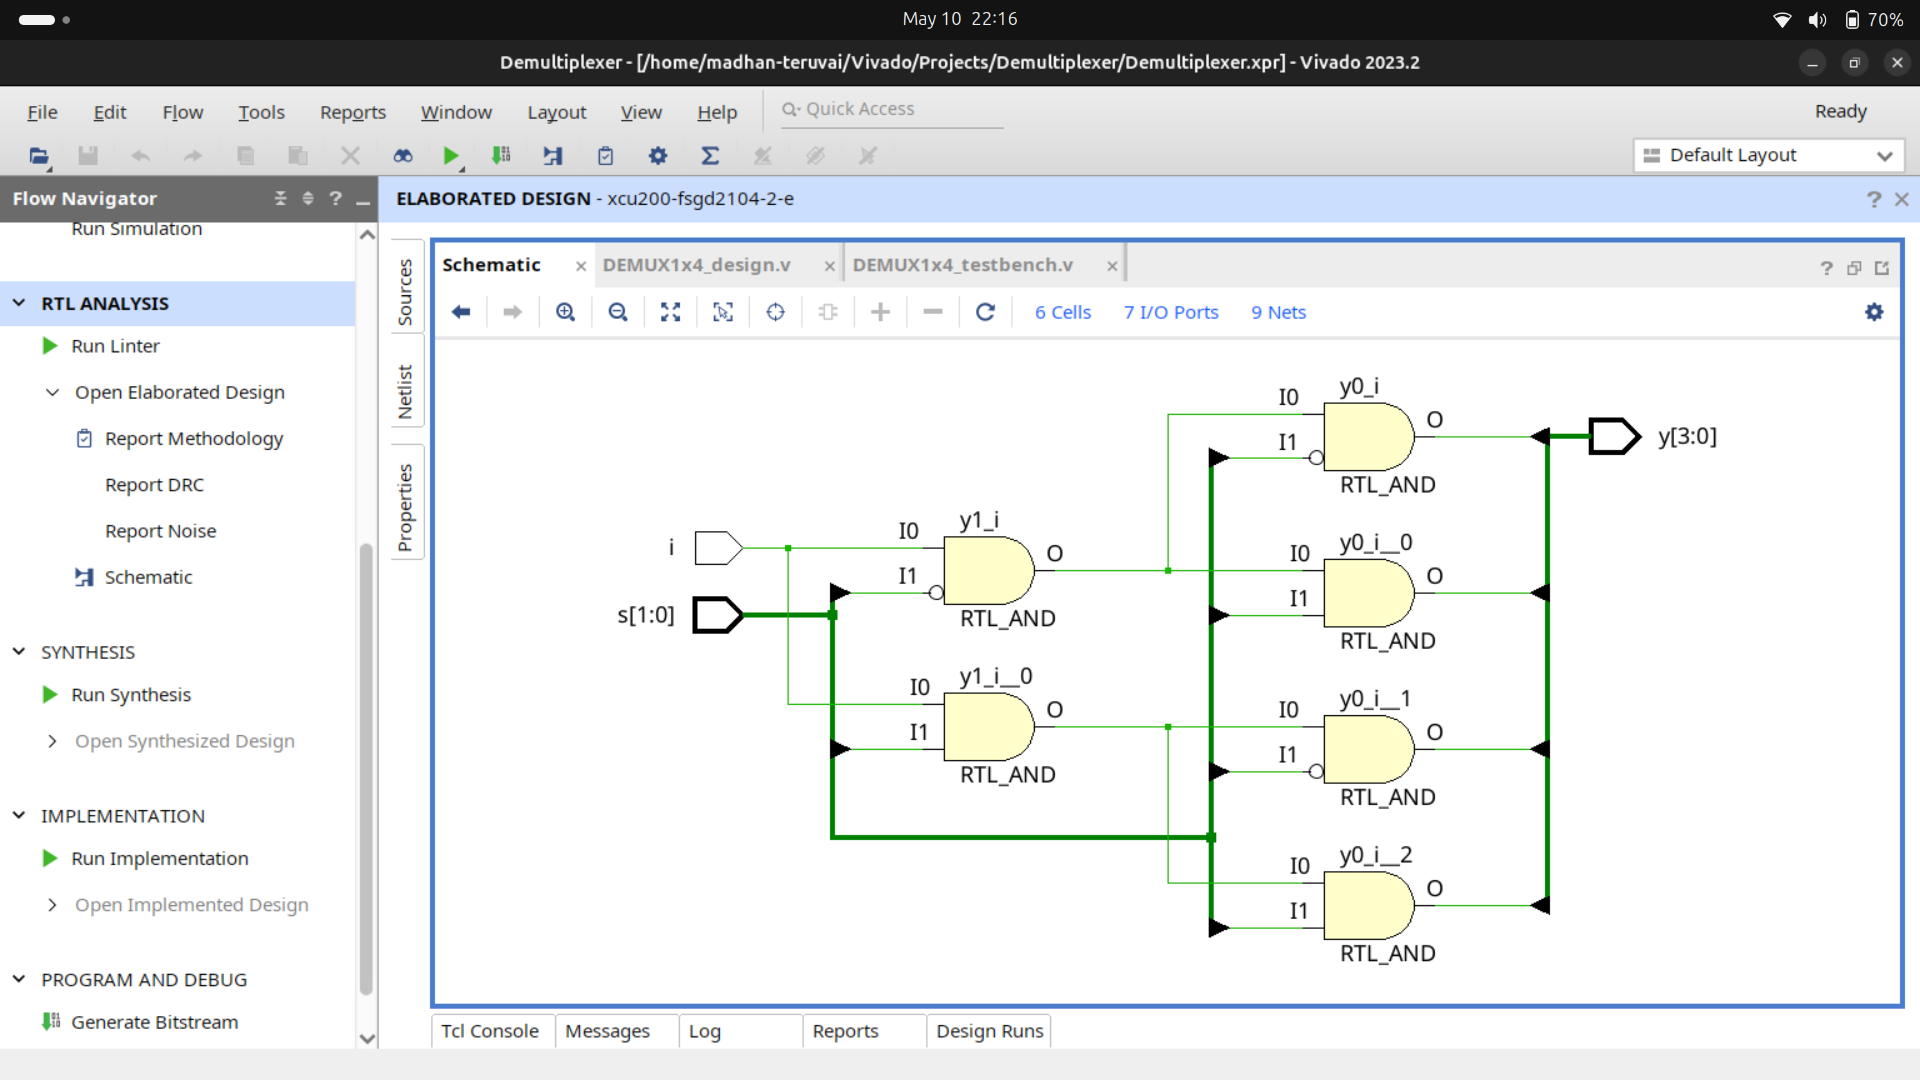 May 10 22:16
70%
Demultiplexer - [/home/madhan-teruvai/Vivado/Projects/Demultiplexer/Demultiplexer.xpr] - Vivado 2023.2
File Edit Flow Tools Reports Window Layout View Help Quick Access Ready
Default Layout
Flow Navigator
ELABORATED DESIGN - xcu200-fsgd2104-2-e
Run Simulation
RTL ANALYSIS
Run Linter
Open Elaborated Design
Report Methodology
Report DRC
Report Noise
Schematic
SYNTHESIS
Run Synthesis
Open Synthesized Design
IMPLEMENTATION
Run Implementation
Open Implemented Design
PROGRAM AND DEBUG
Generate Bitstream
Sources
Netlist
Properties
Schematic DEMUX1x4_design.v DEMUX1x4_testbench.v
6 Cells 7 I/O Ports 9 Nets
i
s[1:0]
y1_i
I0
I1
O
RTL_AND
y1_i__0
I0
I1
O
RTL_AND
y0_i
I0
I1
O
RTL_AND
y0_i__0
I0
I1
O
RTL_AND
y0_i__1
I0
I1
O
RTL_AND
y0_i__2
I0
I1
O
RTL_AND
y[3:0]
Tcl Console Messages Log Reports Design Runs